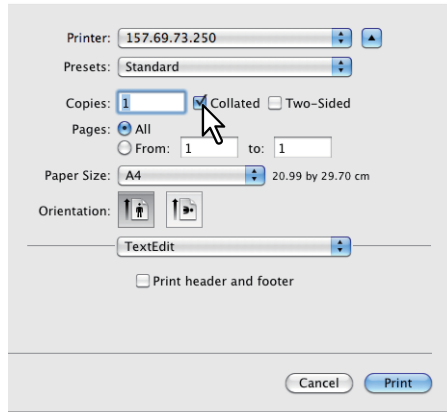 Printer: 157.69.73.250
Presets: Standard
Copies: 1 Collated Two-Sided
Pages: All
From: 1 to: 1
Paper Size: A4 20.99 by 29.70 cm
Orientation:
TextEdit
Print header and footer
Cancel Print